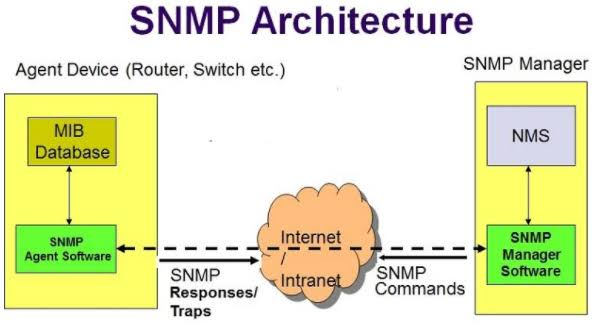 SNMP Architecture
Agent Device (Router, Switch etc.)
SNMP Manager
MIB
Database
NMS
SNMP
Agent Software
Internet
/
Intranet
SNMP
Manager
Software
SNMP
Responses/
Traps
SNMP
Commands